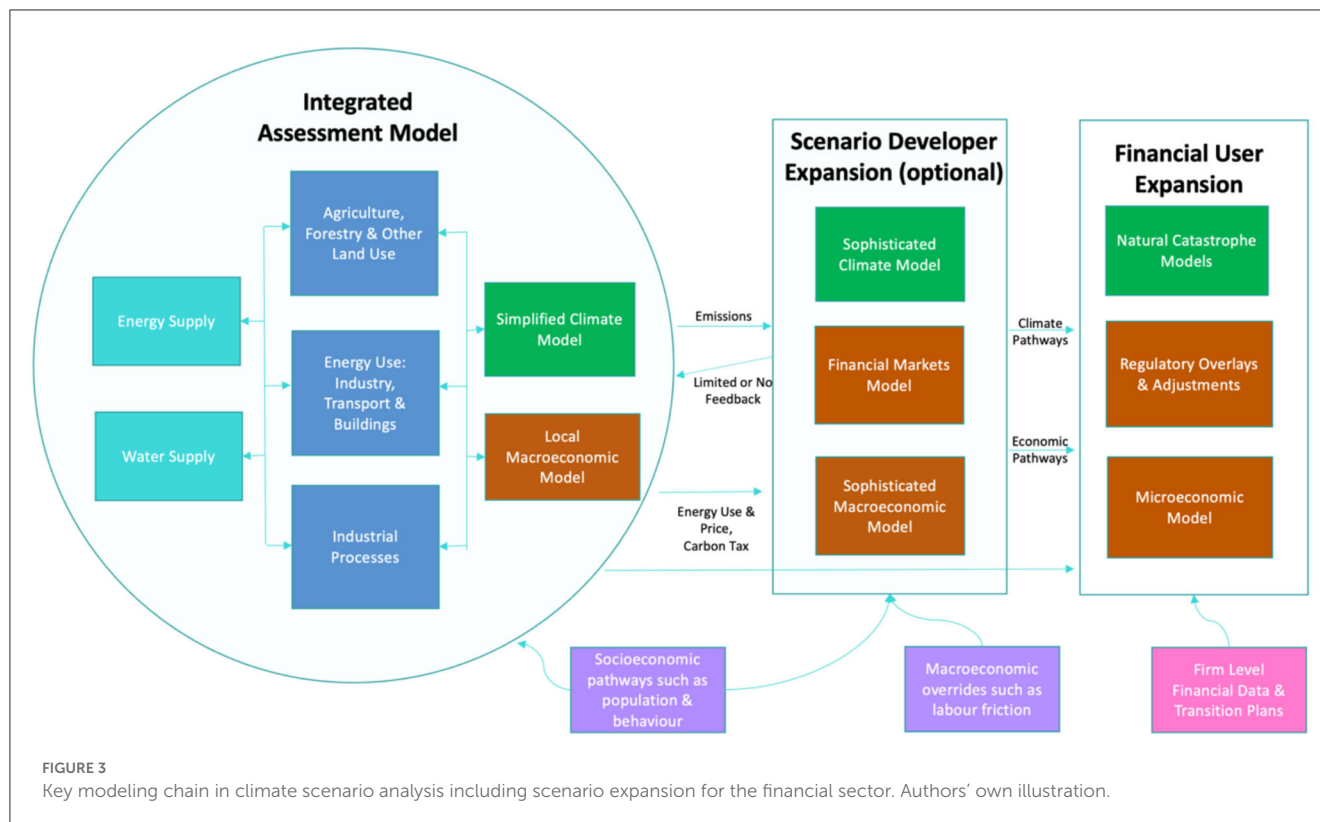 Integrated
Assessment Model
Agriculture,
Forestry & Other
Land Use
Energy Supply
Energy Use:
Industry,
Transport &
Buildings
Water Supply
Industrial
Processes
Simplified Climate
Model
Local
Macroeconomic
Model
Emissions
Limited or No
Feedback
Energy Use &
Price,
Carbon Tax
Scenario Developer
Expansion (optional)
Sophisticated
Climate Model
Financial Markets
Model
Sophisticated
Macroeconomic
Model
Climate
Pathways
Economic
Pathways
Financial User
Expansion
Natural Catastrophe
Models
Regulatory Overlays
& Adjustments
Microeconomic
Model
Socioeconomic
pathways such as
population &
behaviour
Macroeconomic
overrides such as
labour friction
Firm Level
Financial Data &
Transition Plans
FIGURE 3
Key modeling chain in climate scenario analysis including scenario expansion for the financial sector. Authors' own illustration.